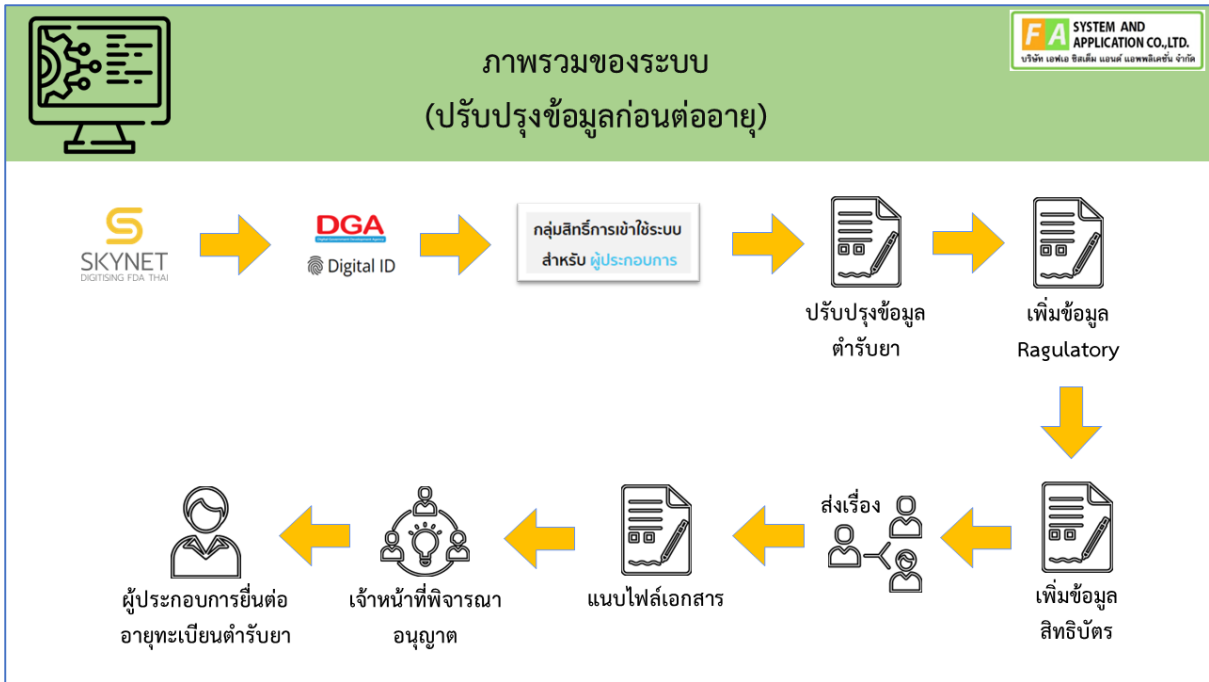 ภาพรวมของระบบ
(ปรับปรุงข้อมูลก่อนต่ออายุ)
FA SYSTEM AND
APPLICATION CO.,LTD.
บริษัท เอฟเอ ซิสเต็ม แอนด์ แอพพลิเคชั่น จำกัด
SKYNET
DIGITISING FDA THAI
DGA
Digital Government Development Agency
Digital ID
กลุ่มสิทธิ์การเข้าใช้ระบบ
สำหรับ ผู้ประกอบการ
ปรับปรุงข้อมูล
ตำรับยา
เพิ่มข้อมูล
Ragulatory
เพิ่มข้อมูล
สิทธิบัตร
ส่งเรื่อง
แนบไฟล์เอกสาร
เจ้าหน้าที่พิจารณา
อนุญาต
ผู้ประกอบการยื่นต่อ
อายุทะเบียนตำรับยา